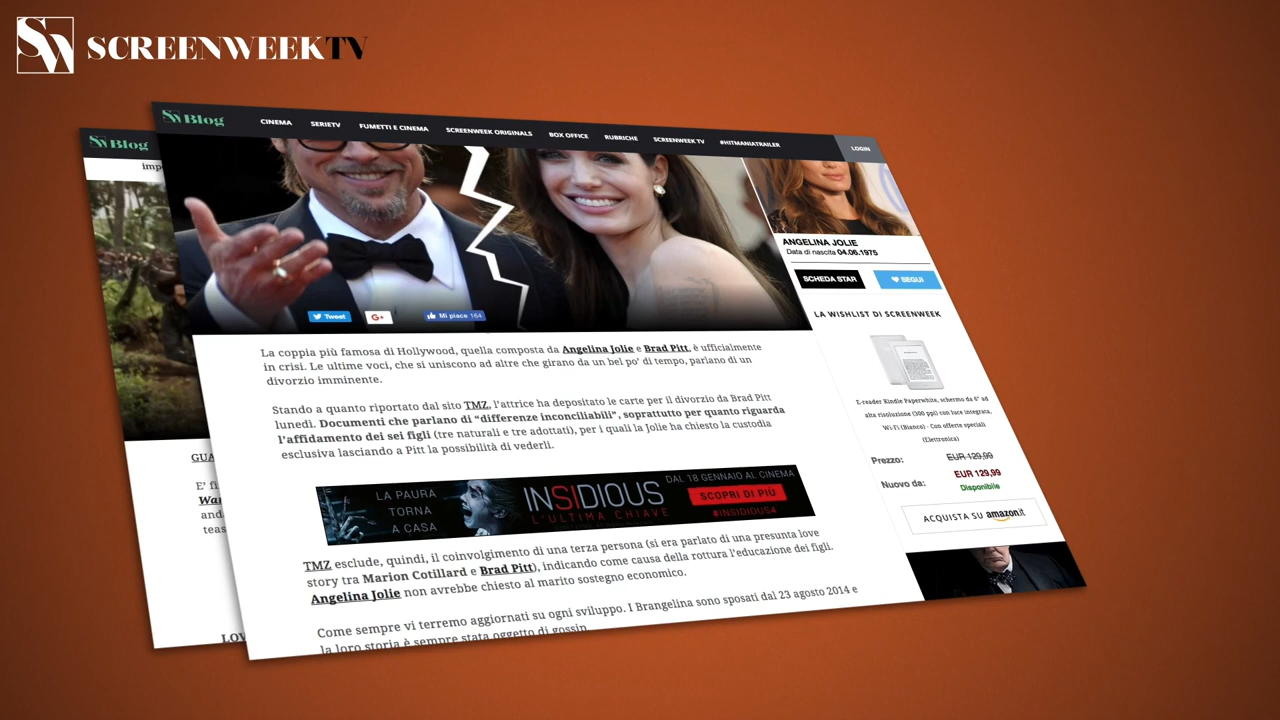 SW SCREENWEEKTV
SW Blog
impe
GUA
E' fi
War
and
teas
LOV
SW Blog
CINEMA SERIETV FUMETTI E CINEMA SCREENWEEK ORIGINALS BOX OFFICE RUBRICHE SCREENWEEK TV #HITMANIATRAILER LOGIN
Tweet G+ Mi piace 164
La coppia più famosa di Hollywood, quella composta da Angelina Jolie e Brad Pitt, è ufficialmente
in crisi. Le ultime voci, che si uniscono ad altre che girano da un bel po' di tempo, parlano di un
divorzio imminente.
Stando a quanto riportato dal sito TMZ, l'attrice ha depositato le carte per il divorzio da Brad Pitt
lunedì. Documenti che parlano di “differenze inconciliabili”, soprattutto per quanto riguarda
l'affidamento dei sei figli (tre naturali e tre adottati), per i quali la Jolie ha chiesto la custodia
esclusiva lasciando a Pitt la possibilità di vederli.
LA PAURA
TORNA
A CASA
INSIDIOUS
L'ULTIMA CHIAVE
DAL 18 GENNAIO AL CINEMA
SCOPRI DI PIÙ
#INSIDIOUS4
TMZ esclude, quindi, il coinvolgimento di una terza persona (si era parlato di una presunta love
story tra Marion Cotillard e Brad Pitt), indicando come causa della rottura l'educazione dei figli.
Angelina Jolie non avrebbe chiesto al marito sostegno economico.
Come sempre vi terremo aggiornati su ogni sviluppo. I Brangelina sono sposati dal 23 agosto 2014 e
la loro storia è sempre stata oggetto di gossip.
ANGELINA JOLIE
Data di nascita 04.06.1975
SCHEDA STAR SEGUI
LA WISHLIST DI SCREENWEEK
E-reader Kindle Paperwhite, schermo da 6" ad
alta risoluzione (300 ppi) con luce integrata,
Wi-Fi (Bianco) - Con offerte speciali
(Elettronica)
Prezzo: EUR 129,99
EUR 129,99
Nuovo da: Disponibile
ACQUISTA SU amazon.it